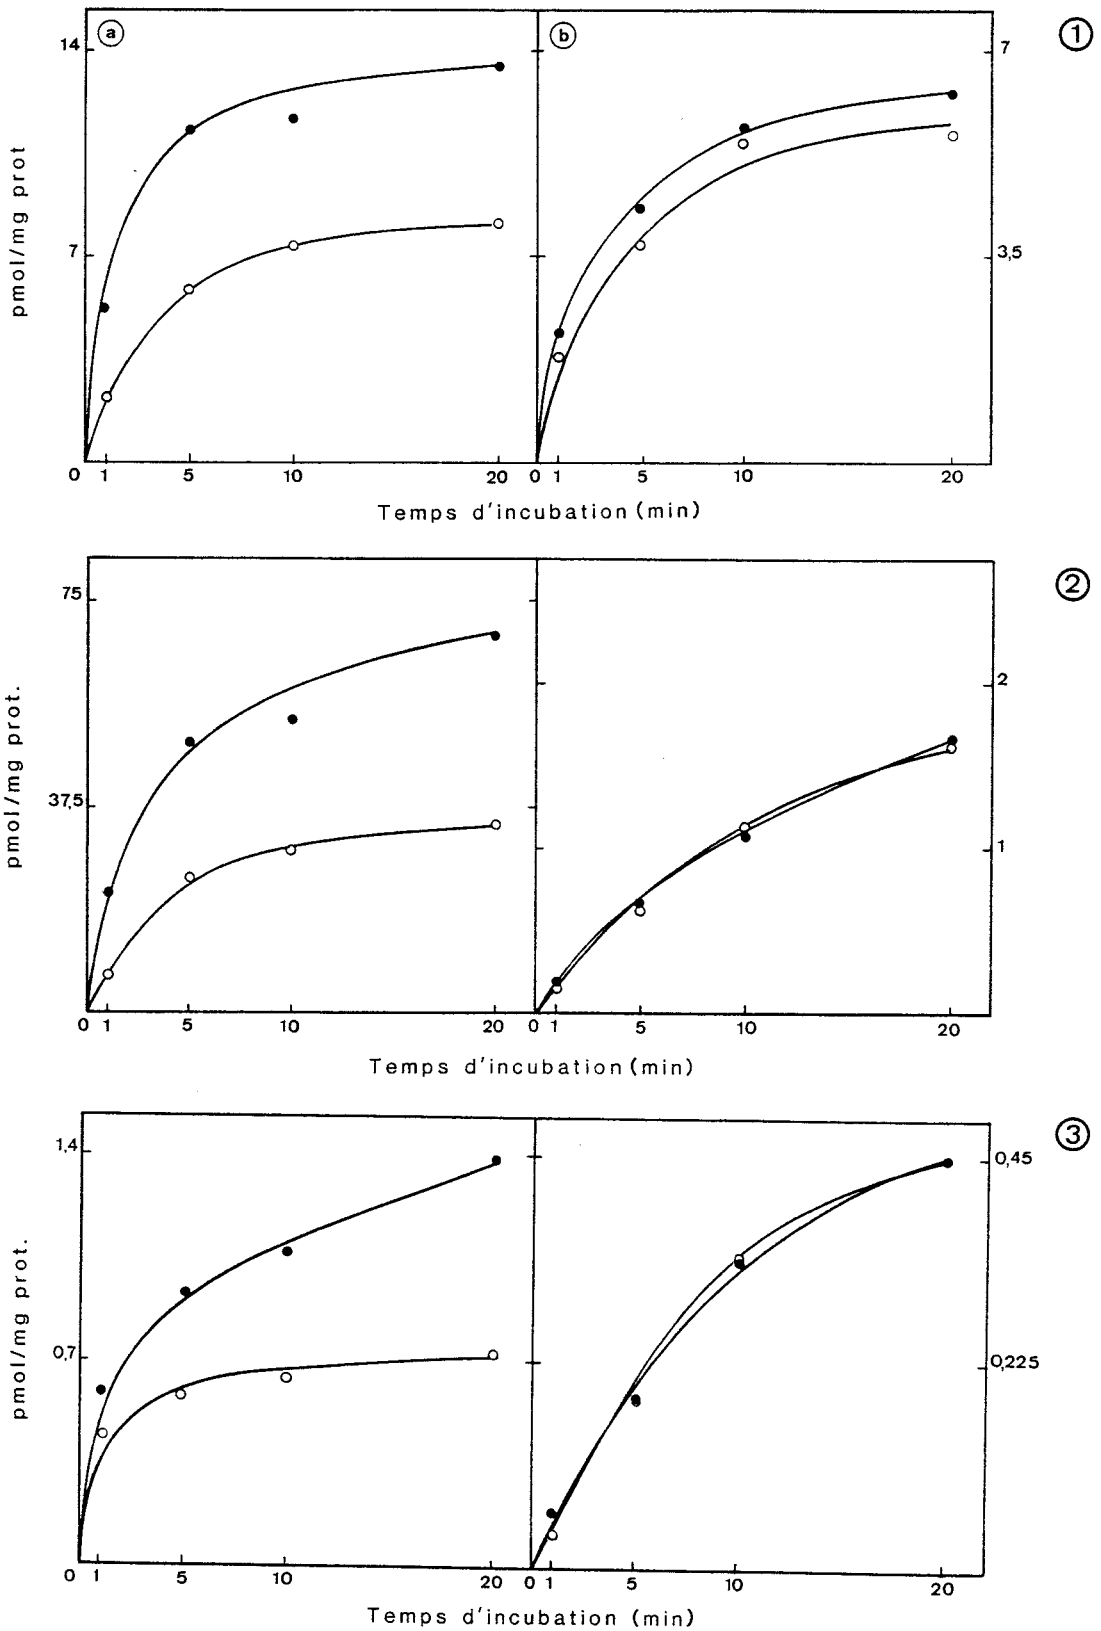 a b 1
14 7
7 3,5
pmol/mg prot
0 1 5 10 20 0 1 5 10 20
Temps d'incubation (min)
2
75
2
37,5
1
pmol/mg prot.
0 1 5 10 20 0 1 5 10 20
Temps d'incubation (min)
3
1.4 0,45
0,7 0,225
pmol/mg prot.
0 1 5 10 20 0 1 5 10 20
Temps d'incubation (min)